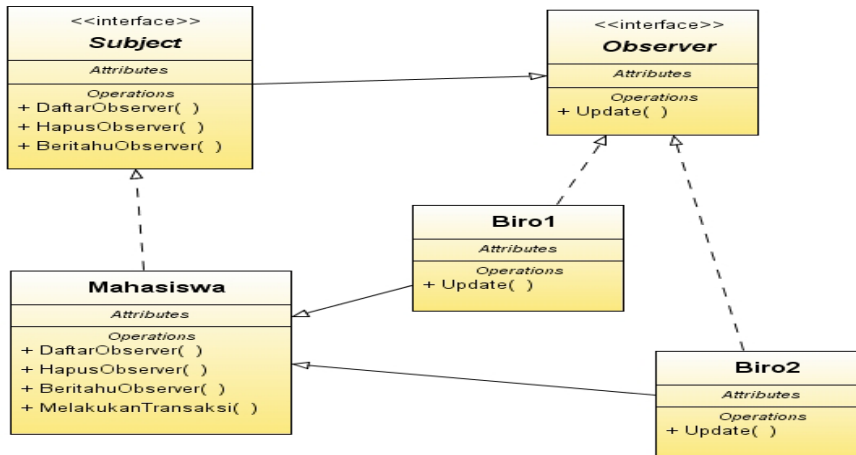 <<interface>>
Subject
Attributes
Operations
+ DaftarObserver( )
+ HapusObserver( )
+ BeritahuObserver( )
<<interface>>
Observer
Attributes
Operations
+ Update( )
Biro1
Attributes
Operations
+ Update( )
Mahasiswa
Attributes
Operations
+ DaftarObserver( )
+ HapusObserver( )
+ BeritahuObserver( )
+ MelakukanTransaksi( )
Biro2
Attributes
Operations
+ Update( )